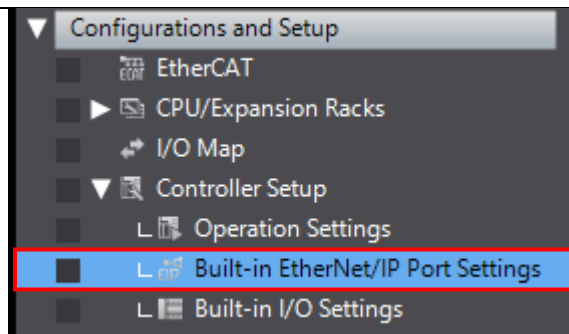 Configurations and Setup
EtherCAT
CPU/Expansion Racks
I/O Map
Controller Setup
Operation Settings
Built-in EtherNet/IP Port Settings
Built-in I/O Settings